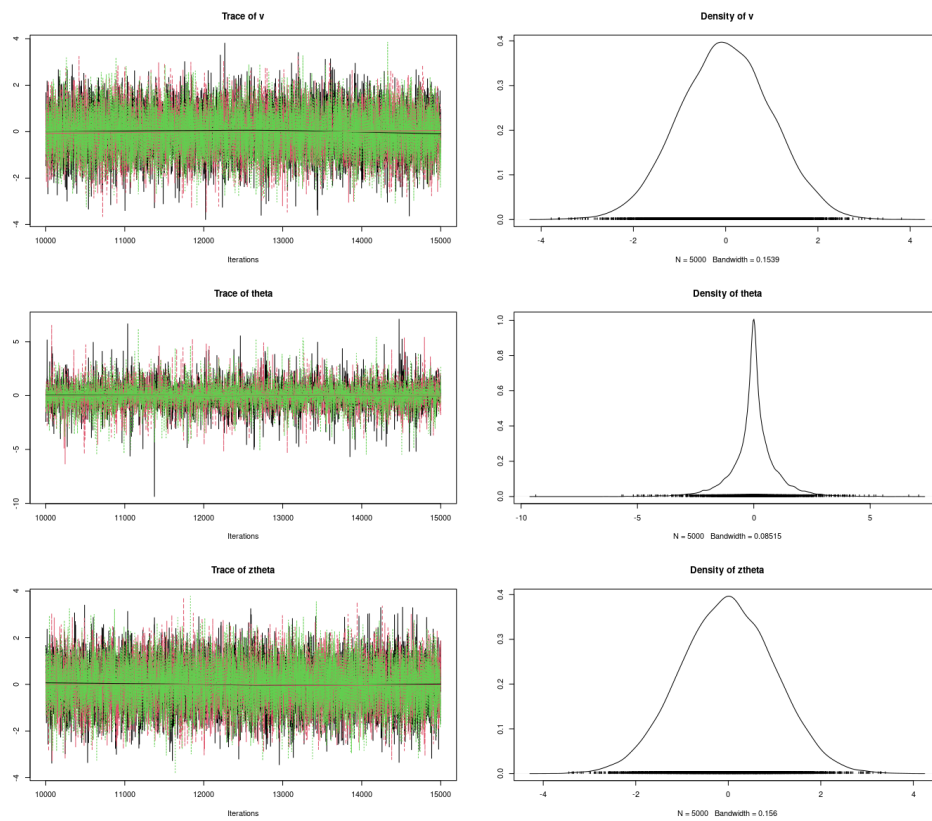 Trace of v
4
2
0
-2
-4
10000 11000 12000 13000 14000 15000
Iterations
Density of v
0.4
0.3
0.2
0.1
0.0
-4 -2 0 2 4
N = 5000 Bandwidth = 0.1539
Trace of theta
5
0
-5
-10
10000 11000 12000 13000 14000 15000
Iterations
Density of theta
1.0
0.8
0.6
0.4
0.2
0.0
-10 -5 0 5
N = 5000 Bandwidth = 0.08515
Trace of ztheta
4
2
0
-2
-4
10000 11000 12000 13000 14000 15000
Iterations
Density of ztheta
0.4
0.3
0.2
0.1
0.0
-4 -2 0 2 4
N = 5000 Bandwidth = 0.156